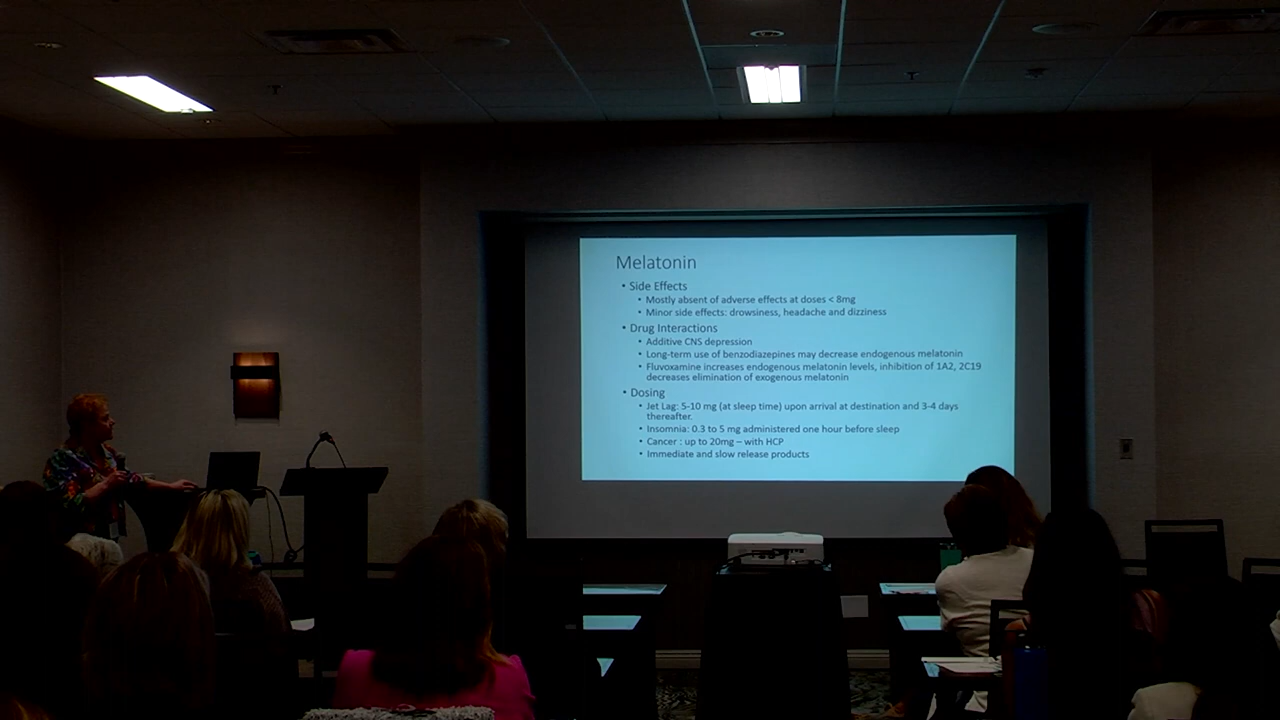 Melatonin
• Side Effects
• Mostly absent of adverse effects at doses < 8mg
• Minor side effects: drowsiness, headache and dizziness
• Drug Interactions
• Additive CNS depression
• Long-term use of benzodiazepines may decrease endogenous melatonin
• Fluvoxamine increases endogenous melatonin levels, inhibition of 1A2, 2C19
decreases elimination of exogenous melatonin
• Dosing
• Jet Lag: 5-10 mg (at sleep time) upon arrival at destination and 3-4 days
thereafter.
• Insomnia: 0.3 to 5 mg administered one hour before sleep
• Cancer : up to 20mg – with HCP
• Immediate and slow release products